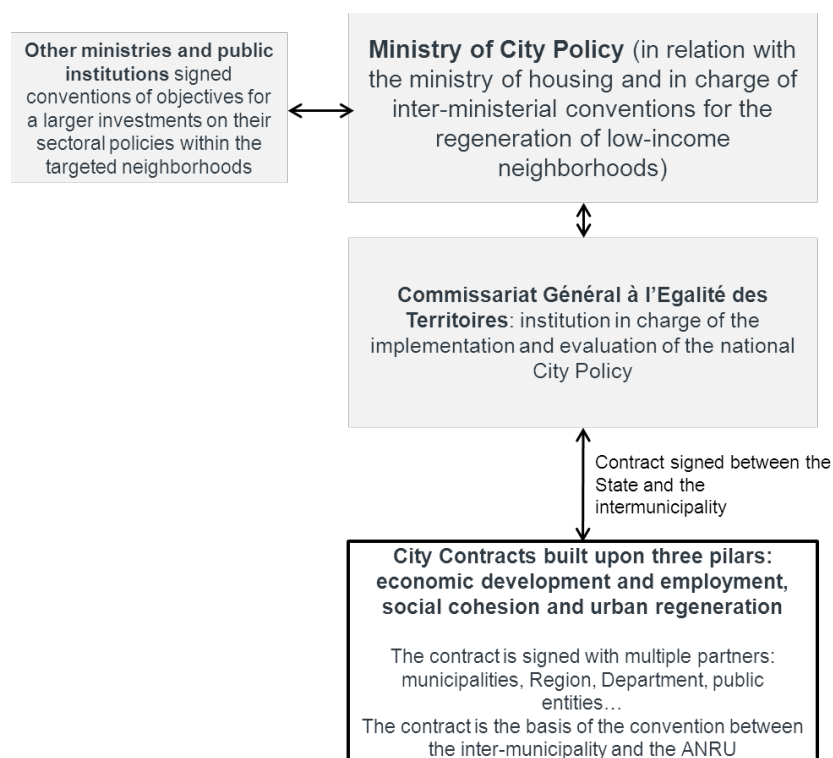 Other ministries and public
institutions signed
conventions of objectives for
a larger investments on their
sectoral policies within the
targeted neighborhoods
Ministry of City Policy (in relation with
the ministry of housing and in charge of
inter-ministerial conventions for the
regeneration of low-income
neighborhoods)
Commissariat Général à l’Egalité des
Territoires: institution in charge of the
implementation and evaluation of the national
City Policy
Contract signed between the
State and the
intermunicipality
City Contracts built upon three pilars:
economic development and employment,
social cohesion and urban regeneration
The contract is signed with multiple partners:
municipalities, Region, Department, public
entities…
The contract is the basis of the convention between
the inter-municipality and the ANRU